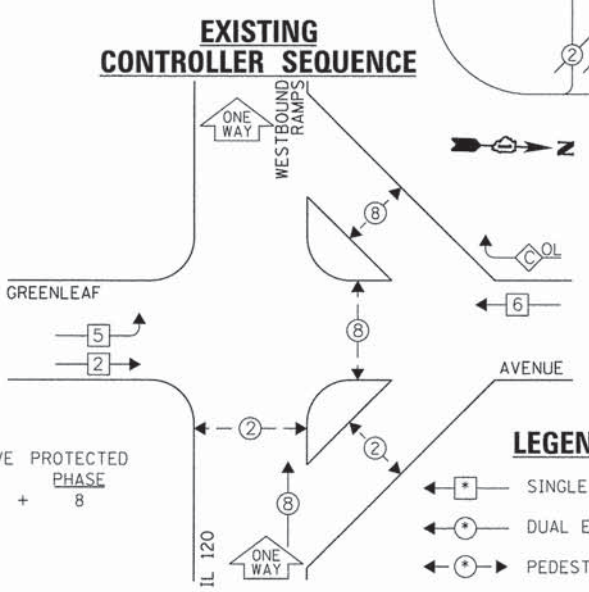 EXISTING
CONTROLLER SEQUENCE
2
ONE
WAY
WESTBOUND
RAMPS
N
8
C OL
GREENLEAF
6
5
8
2
AVENUE
2
2
VE PROTECTED
PHASE
+ 8
8
LEGEN
* SINGLE
* DUAL E
* PEDEST
IL 120
ONE
WAY